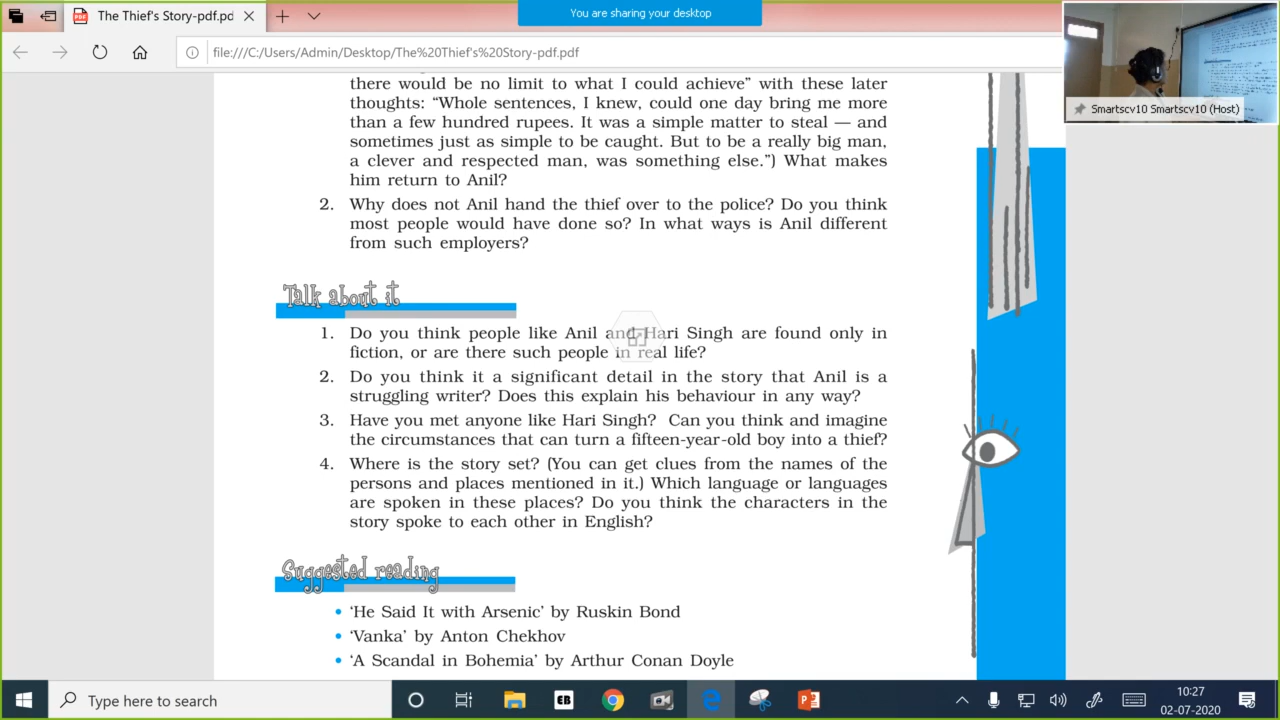 The Thief's Story-pdf.pd
You are sharing your desktop
file:///C:/Users/Admin/Desktop/The%20Thief's%20Story-pdf.pdf
Smartscv10 Smartscv10 (Host)
there would be no limit to what I could achieve” with these later
thoughts: “Whole sentences, I knew, could one day bring me more
than a few hundred rupees. It was a simple matter to steal — and
sometimes just as simple to be caught. But to be a really big man,
a clever and respected man, was something else.”) What makes
him return to Anil?
2. Why does not Anil hand the thief over to the police? Do you think
most people would have done so? In what ways is Anil different
from such employers?
Talk about it
1. Do you think people like Anil and Hari Singh are found only in
fiction, or are there such people in real life?
2. Do you think it a significant detail in the story that Anil is a
struggling writer? Does this explain his behaviour in any way?
3. Have you met anyone like Hari Singh? Can you think and imagine
the circumstances that can turn a fifteen-year-old boy into a thief?
4. Where is the story set? (You can get clues from the names of the
persons and places mentioned in it.) Which language or languages
are spoken in these places? Do you think the characters in the
story spoke to each other in English?
Suggested reading
• ‘He Said It with Arsenic’ by Ruskin Bond
• ‘Vanka’ by Anton Chekhov
• ‘A Scandal in Bohemia’ by Arthur Conan Doyle
Type here to search
10:27
02-07-2020